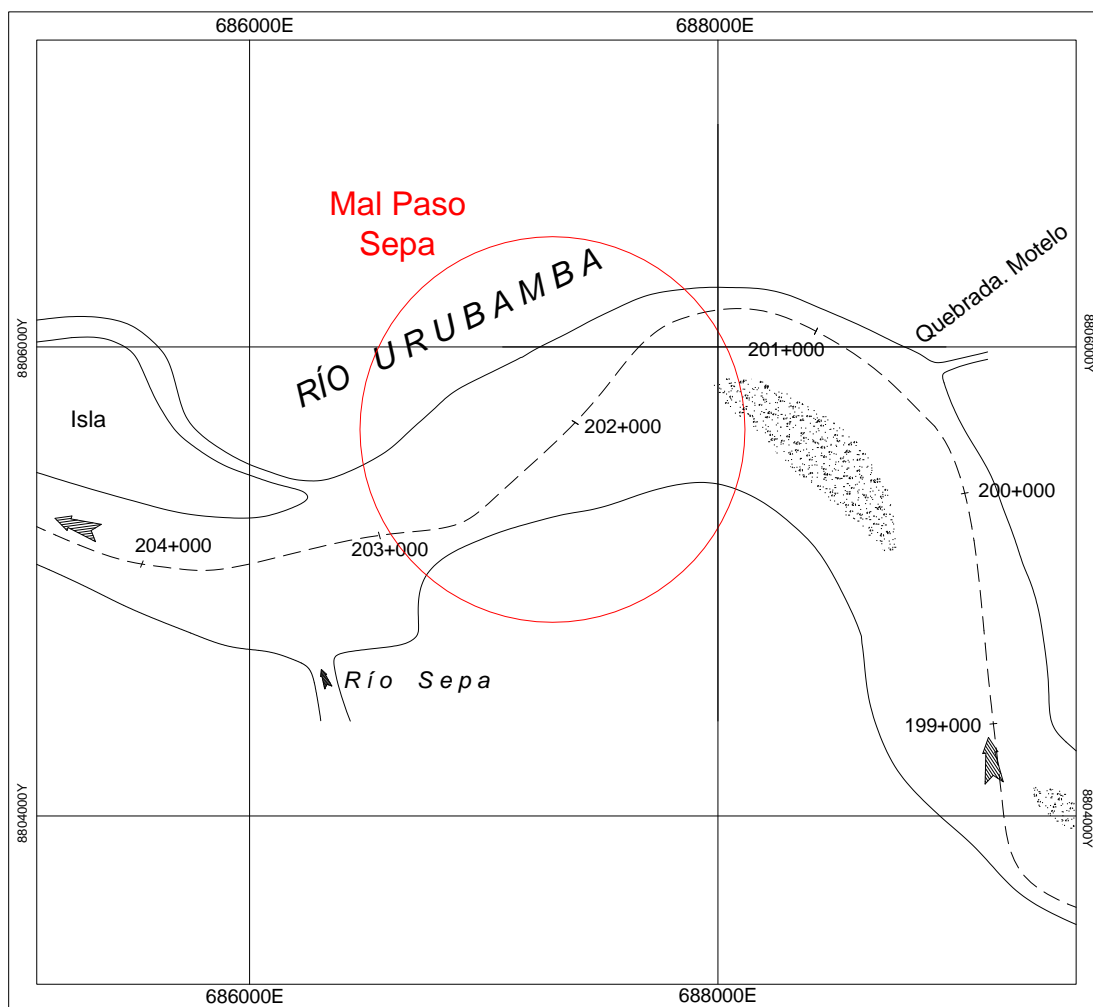 686000E
688000E
Mal Paso
Sepa
RÍO URUBAMBA
Quebrada. Motelo
8806000Y
8806000Y
201+000
Isla
202+000
200+000
204+000
203+000
Río Sepa
199+000
8804000Y
8804000Y
686000E
688000E